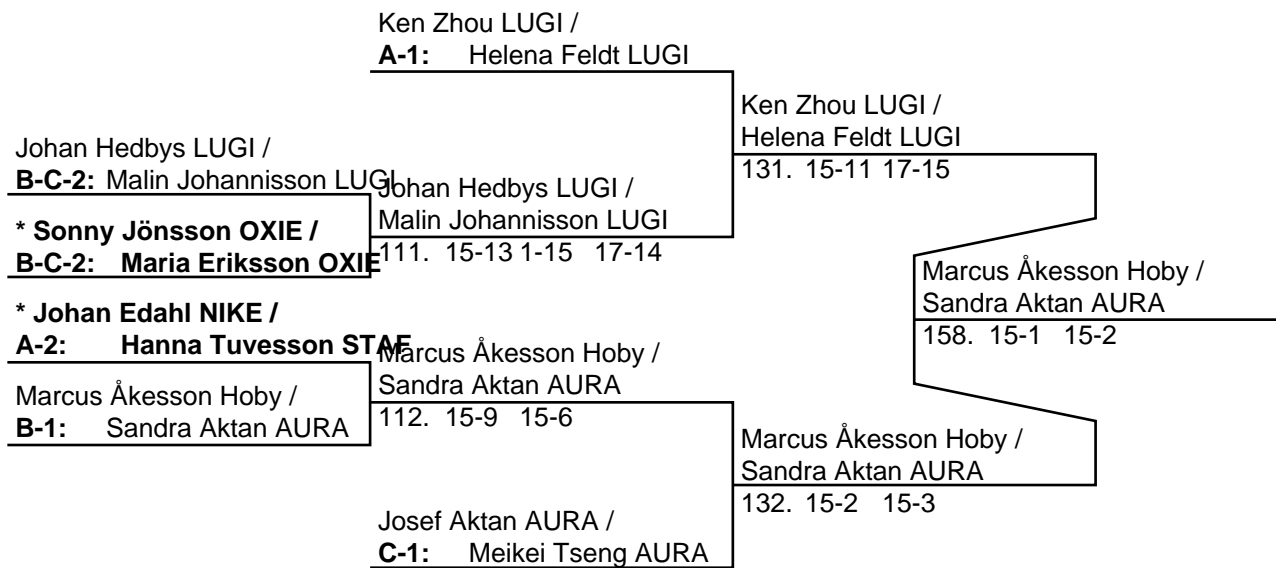 Ken Zhou LUGI /
A-1: Helena Feldt LUGI
Ken Zhou LUGI /
Helena Feldt LUGI
131. 15-11 17-15
Johan Hedbys LUGI /
B-C-2: Malin Johannisson LUGI
Johan Hedbys LUGI /
Malin Johannisson LUGI
111. 15-13 1-15 17-14
* Sonny Jönsson OXIE /
B-C-2: Maria Eriksson OXIE
Marcus Åkesson Hoby /
Sandra Aktan AURA
158. 15-1 15-2
* Johan Edahl NIKE /
A-2: Hanna Tuvesson STAF
Marcus Åkesson Hoby /
Sandra Aktan AURA
112. 15-9 15-6
Marcus Åkesson Hoby /
B-1: Sandra Aktan AURA
Marcus Åkesson Hoby /
Sandra Aktan AURA
132. 15-2 15-3
Josef Aktan AURA /
C-1: Meikei Tseng AURA